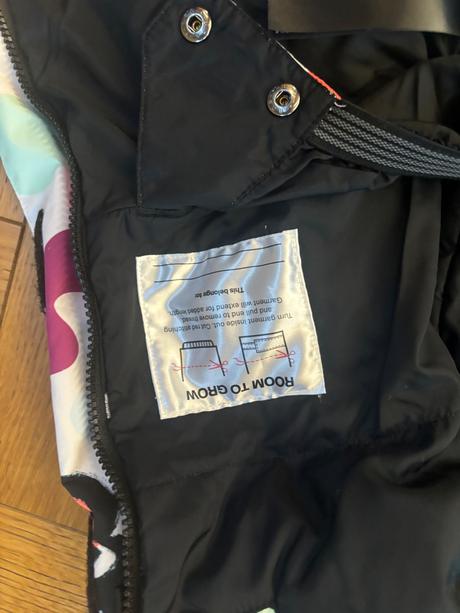 ROOM TO GROW
Turn garment inside out. Cut red stitching
and pull end to remove thread.
Garment will extend for added length.
This belongs to: